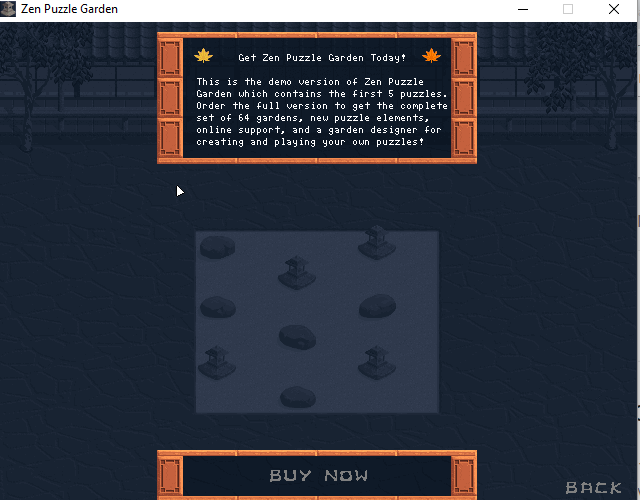 Zen Puzzle Garden
Get Zen Puzzle Garden Today!
This is the demo version of Zen Puzzle
Garden which contains the first 5 puzzles.
Order the full version to get the complete
set of 64 gardens, new puzzle elements,
online support, and a garden designer for
creating and playing your own puzzles!
BUY NOW
BACK